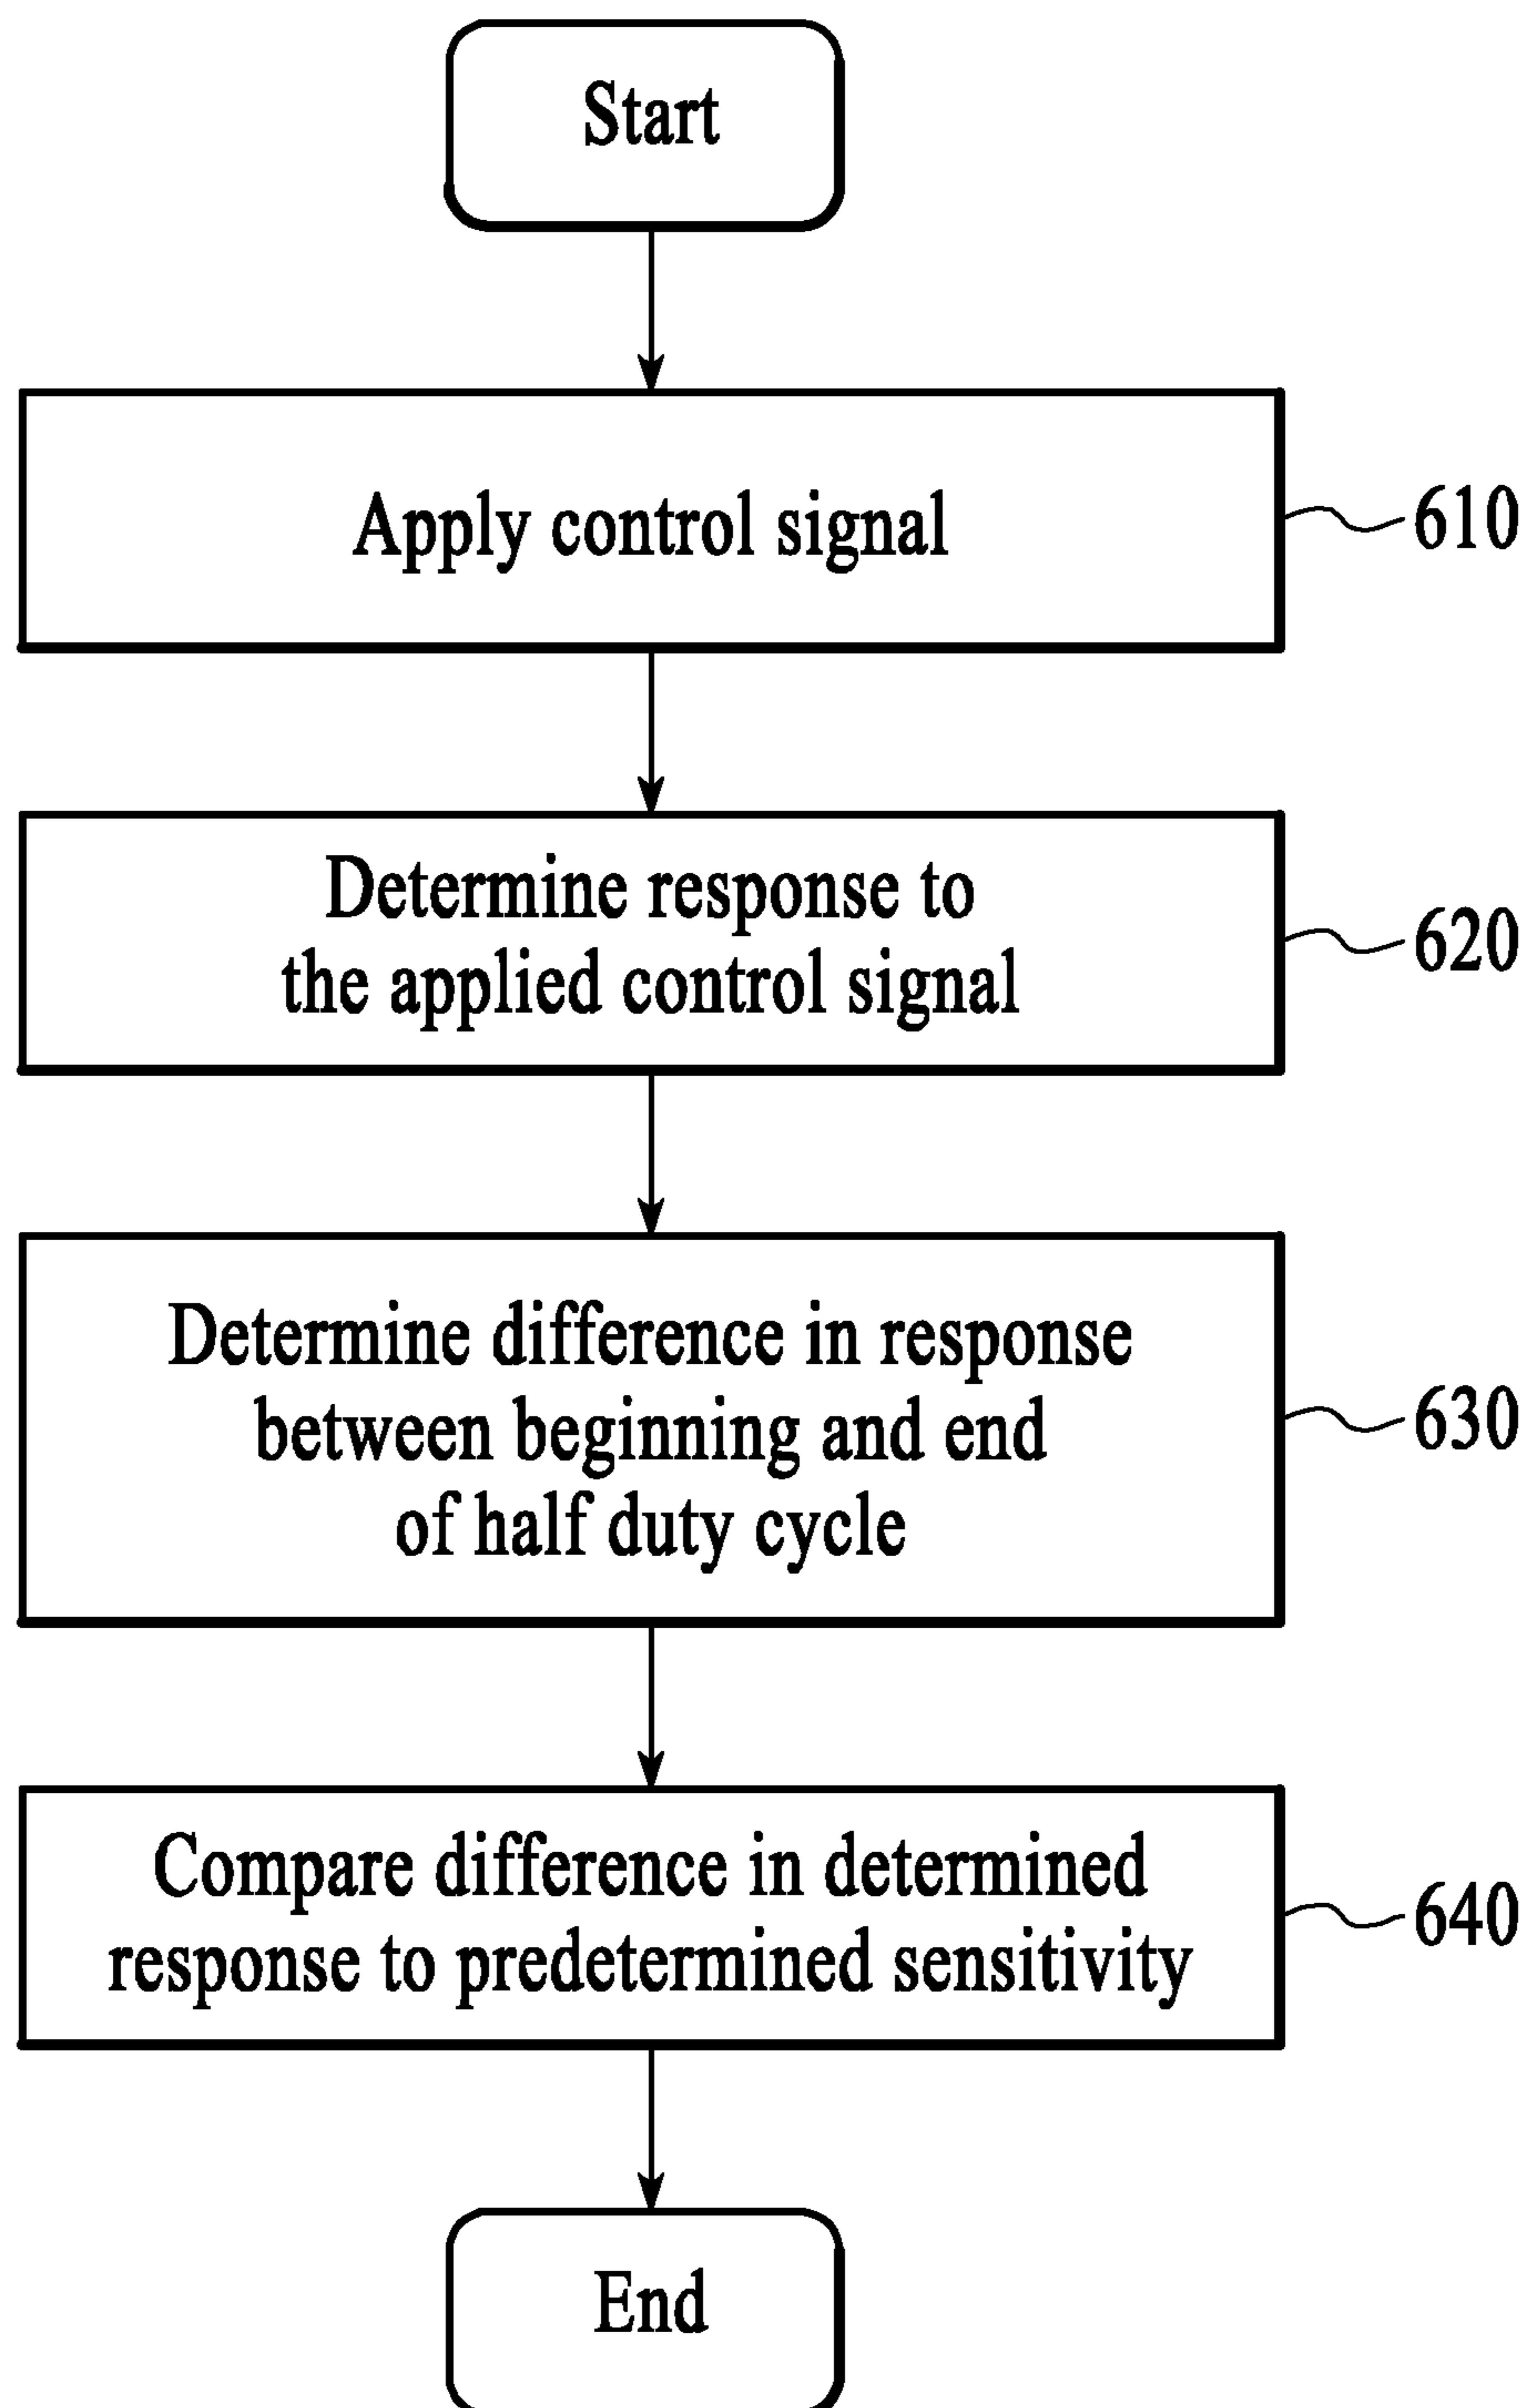 Start
Apply control signal
610
Determine response to
the applied control signal
620
Determine difference in response
between beginning and end
of half duty cycle
630
Compare difference in determined
response to predetermined sensitivity
640
End